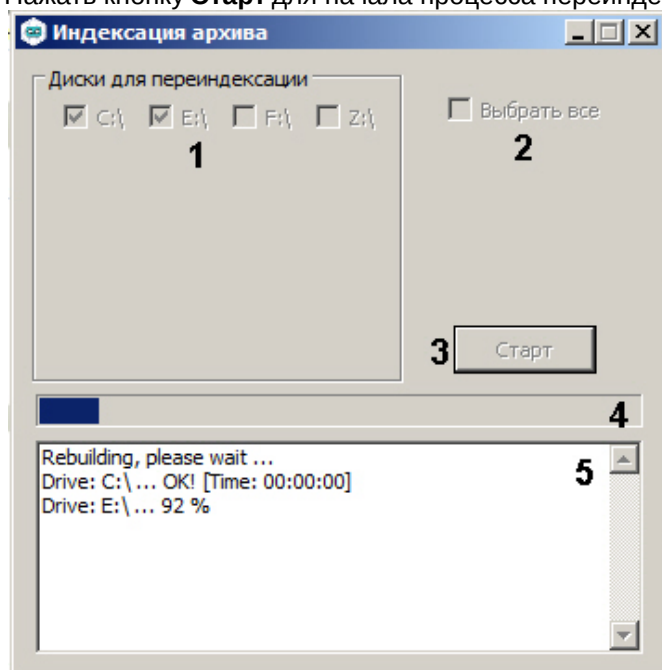 Нажать кнопку Старт для начала процесса переинде
Индексация архива
Диски для переиндексации
C:\ E:\ F:\ Z:\
Выбрать все
1
2
3
Старт
4
Rebuilding, please wait ...
5
Drive: C:\ ... OK! [Time: 00:00:00]
Drive: E:\ ... 92 %